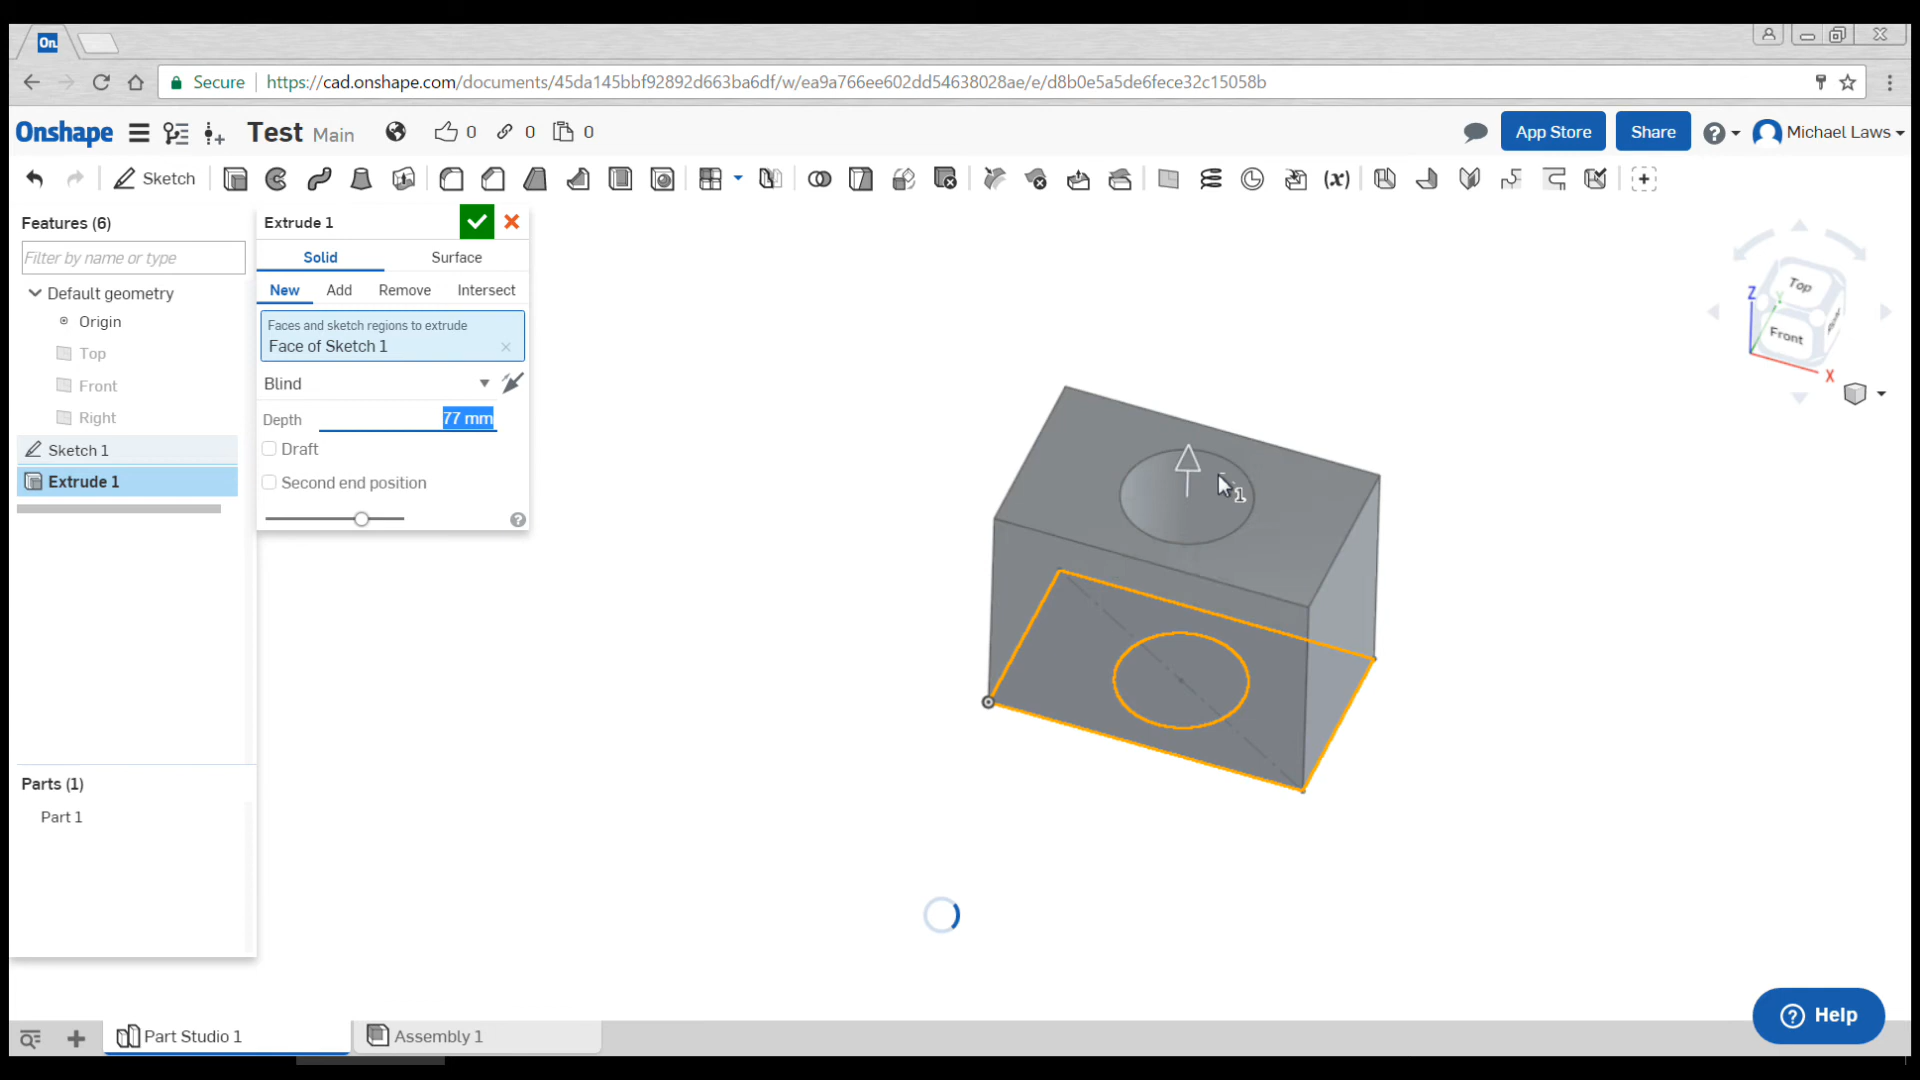 On
Secure https://cad.onshape.com/documents/45da145bbf92892d663ba6df/w/ea9a766ee602dd54638028ae/e/d8b0e5a5de6fece32c15058b
Onshape Test Main 0 0 0 App Store Share Michael Laws
Sketch (x)
Features (6)
Filter by name or type
Default geometry
Origin
Top
Front
Right
Sketch 1
Extrude 1
Parts (1)
Part 1
Extrude 1
Solid Surface
New Add Remove Intersect
Faces and sketch regions to extrude
Face of Sketch 1
Blind
Depth 77 mm
Draft
Second end position
1
Top
Front
Z
Y
X
Help
Part Studio 1 Assembly 1